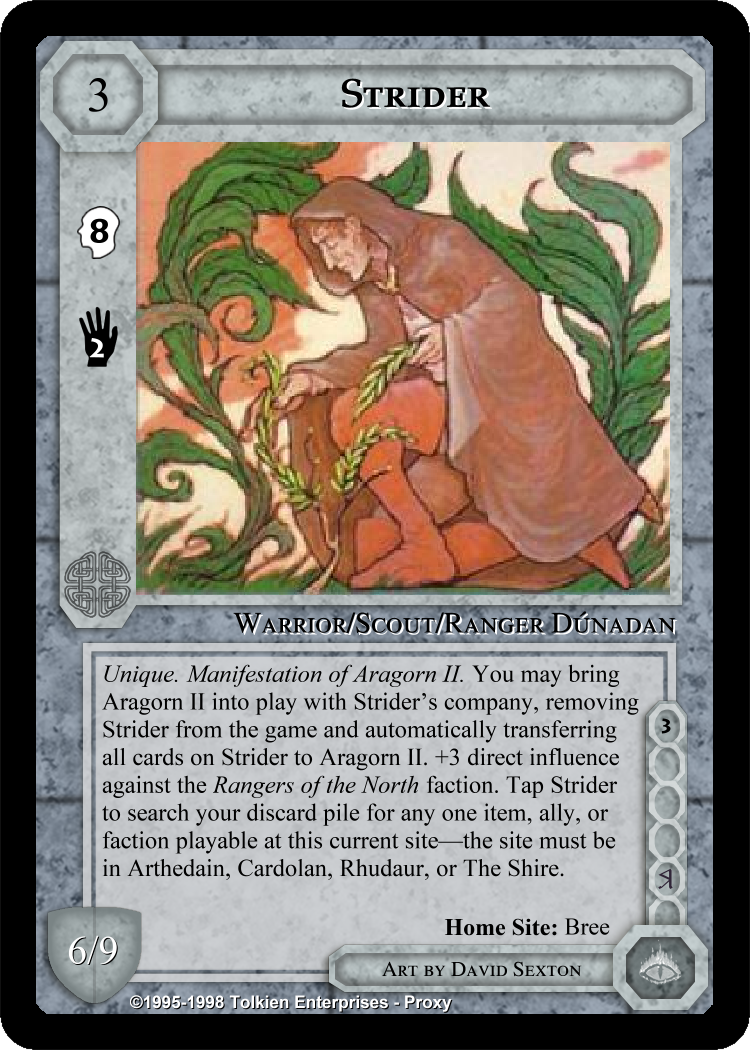 3
STRIDER
8
2
WARRIOR/SCOUT/RANGER DÚNADAN
Unique. Manifestation of Aragorn II. You may bring
Aragorn II into play with Strider’s company, removing
Strider from the game and automatically transferring
all cards on Strider to Aragorn II. +3 direct influence
against the Rangers of the North faction. Tap Strider
to search your discard pile for any one item, ally, or
faction playable at this current site—the site must be
in Arthedain, Cardolan, Rhudaur, or The Shire.
3
Home Site: Bree
6/9
ART BY DAVID SEXTON
©1995-1998 Tolkien Enterprises - Proxy